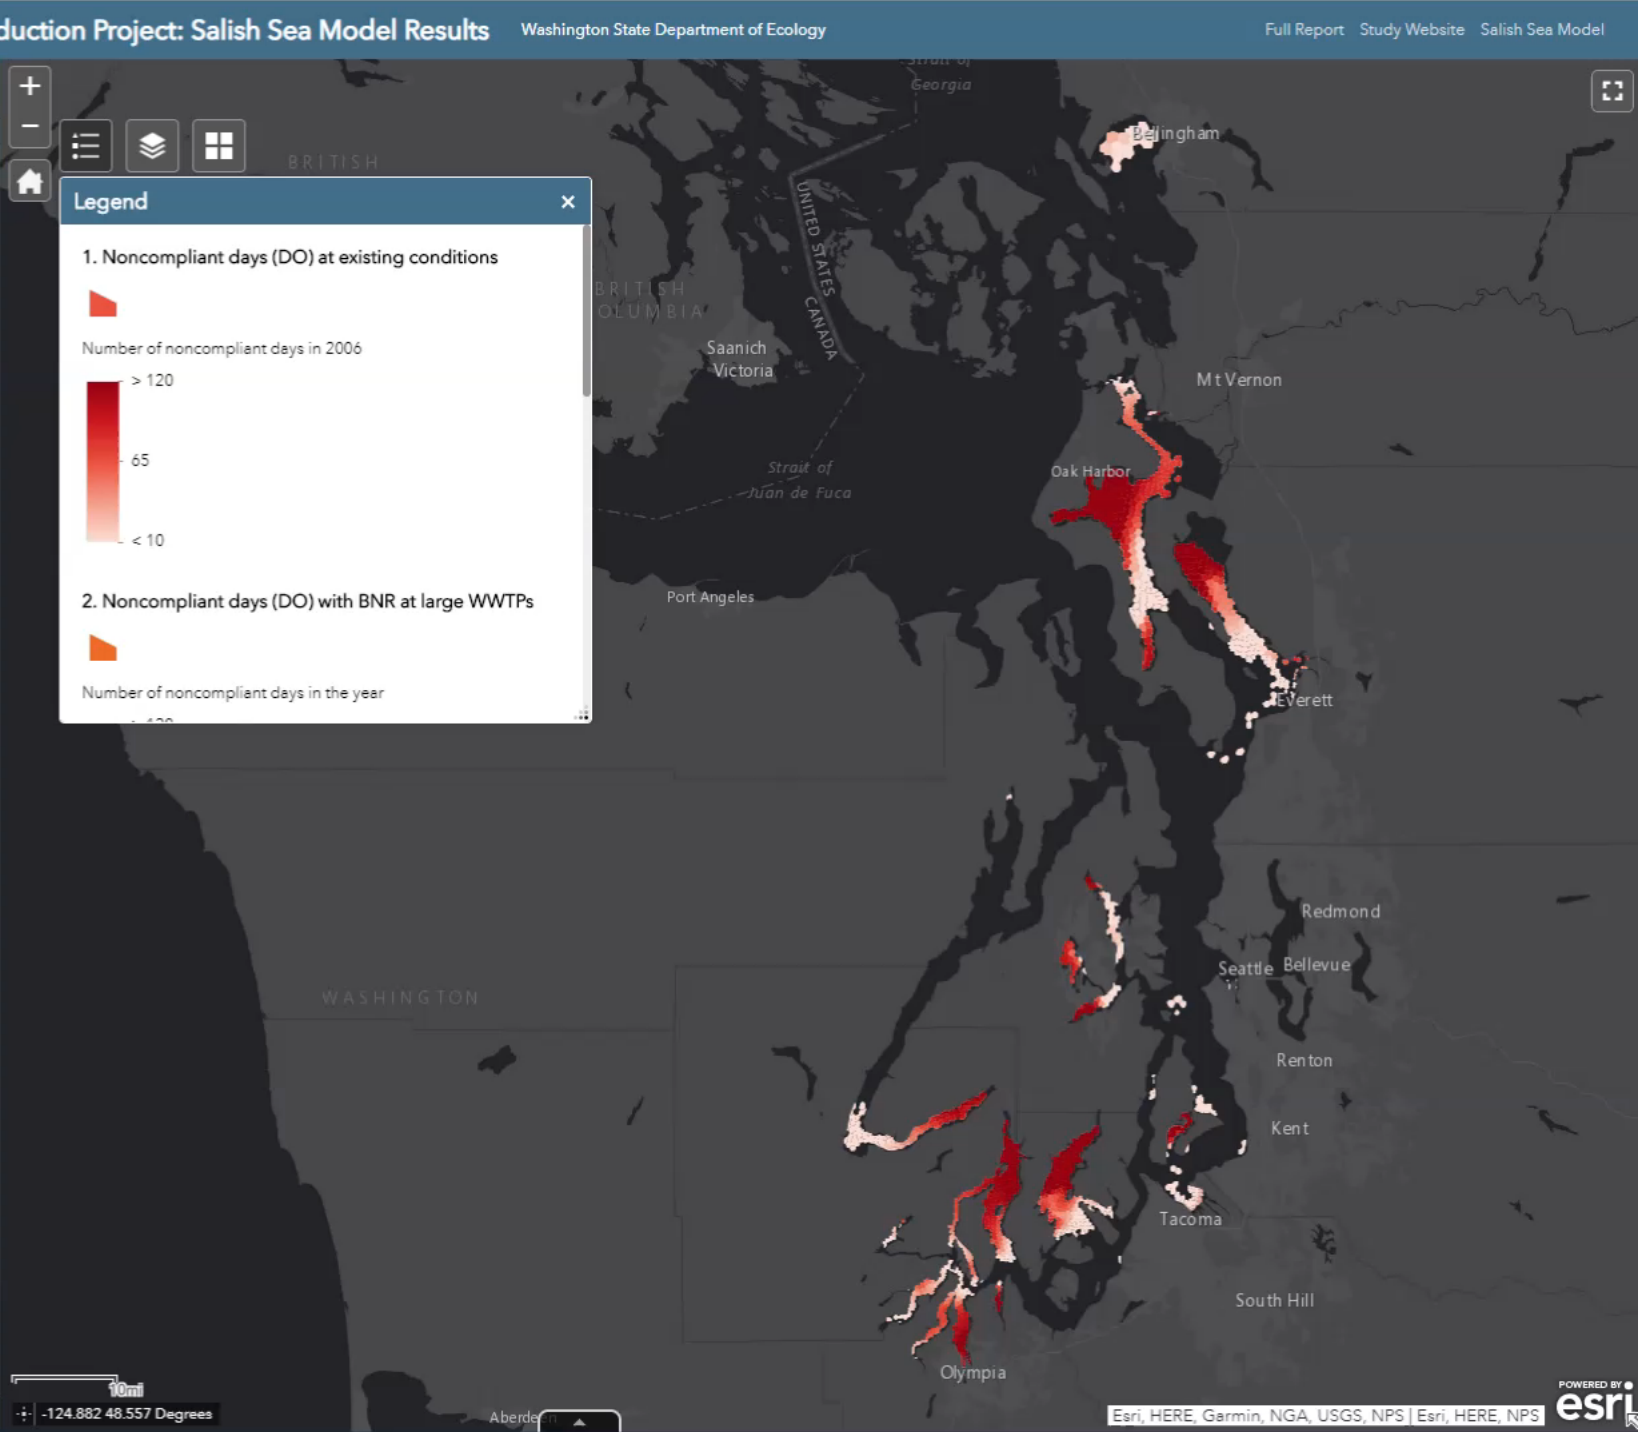 duction Project: Salish Sea Model Results
Washington State Department of Ecology
Full Report
Study Website
Salish Sea Model
Strait of
Georgia
+
−
Bellingham
BRITISH
Legend
×
1. Noncompliant days (DO) at existing conditions
Number of noncompliant days in 2006
> 120
65
< 10
2. Noncompliant days (DO) with BNR at large WWTPs
Number of noncompliant days in the year
UNITED STATES
CANADA
BRITISH
OLUMBIA
Saanich
Victoria
Mt Vernon
Strait of
Juan de Fuca
Oak Harbor
Port Angeles
Everett
Redmond
Seattle
Bellevue
WASHINGTON
Renton
Kent
Tacoma
South Hill
Olympia
10mi
-124.882 48.557 Degrees
Aberdeen
Esri, HERE, Garmin, NGA, USGS, NPS | Esri, HERE, NPS
POWERED BY
esri